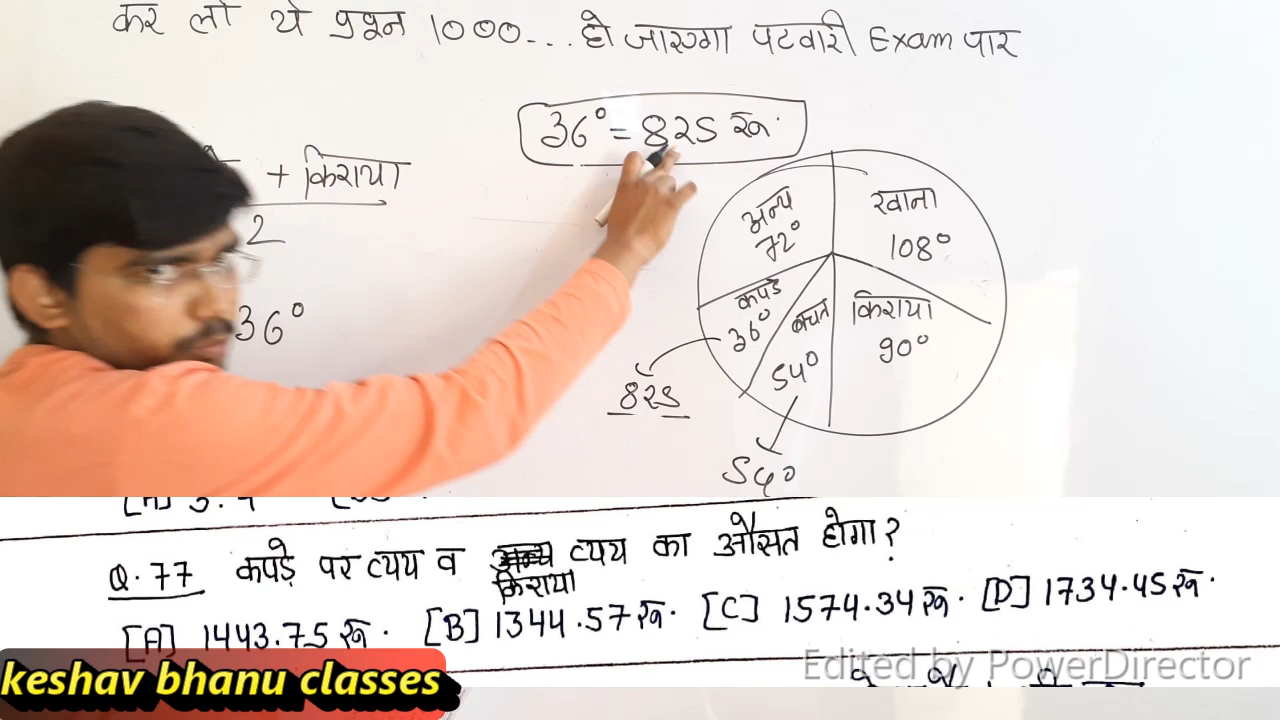 कर लो ये प्रश्न 1000... हो जाएगा पटवारी Exam पार
36° = 825 रू.
+ किराया
2
36°
अन्य
72°
खाना
108°
कपडे
36°
बचत
54°
किराया
90°
825
54°
Q.77 कपड़े पर व्यय व किराया व्यय का औसत होगा?
[A] 1443.75 रू. [B] 1344.57 रू. [C] 1574.34 रू. [D] 1734.45 रू.
keshav bhanu classes
Edited by PowerDirector